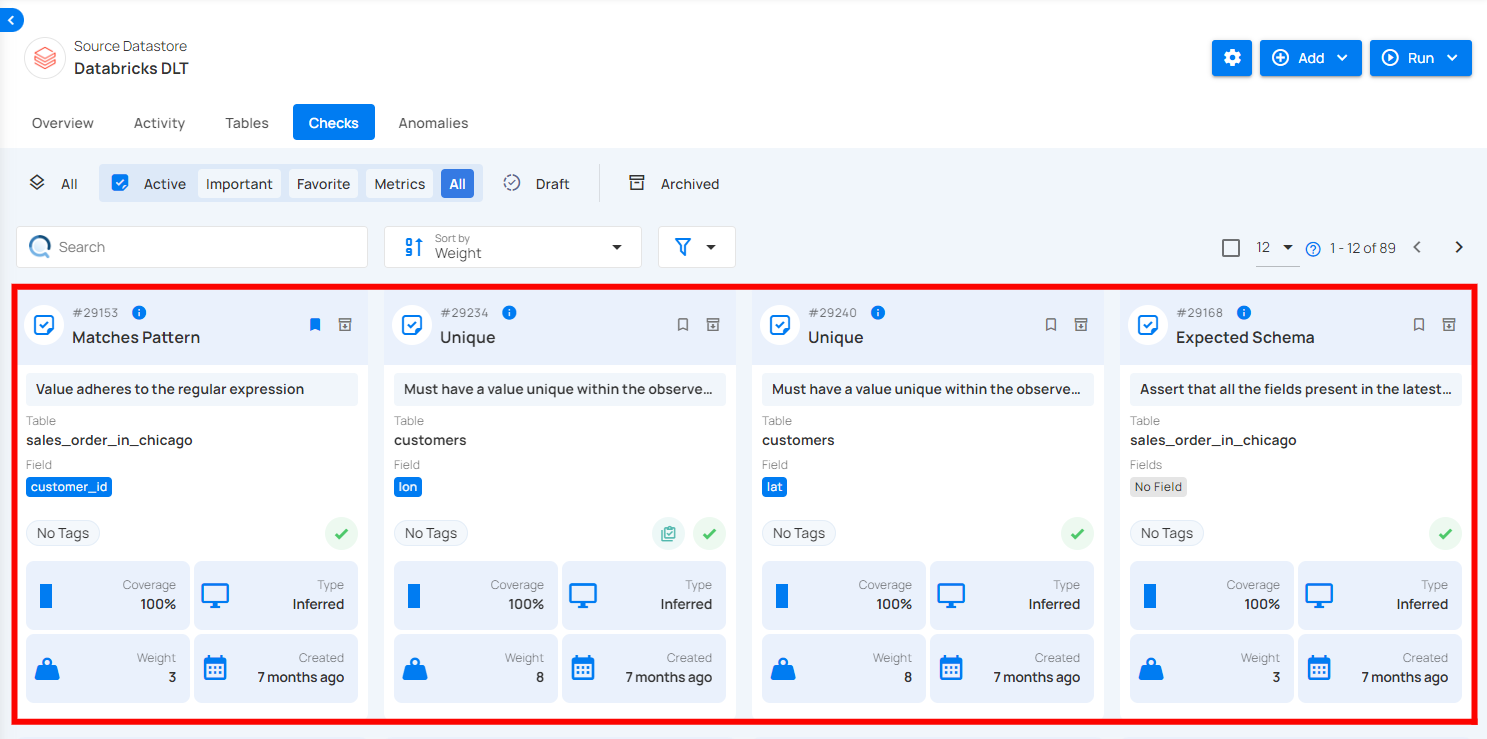 Source Datastore
Databricks DLT
Add
Run
Overview
Activity
Tables
Checks
Anomalies
All
Active
Important
Favorite
Metrics
All
Draft
Archived
Search
Sort by
Weight
12
1 - 12 of 89
#29153
Matches Pattern
Value adheres to the regular expression
Table
sales_order_in_chicago
Field
customer_id
No Tags
Coverage
100%
Type
Inferred
Weight
3
Created
7 months ago
#29234
Unique
Must have a value unique within the observe...
Table
customers
Field
lon
No Tags
Coverage
100%
Type
Inferred
Weight
8
Created
7 months ago
#29240
Unique
Must have a value unique within the observe...
Table
customers
Field
lat
No Tags
Coverage
100%
Type
Inferred
Weight
8
Created
7 months ago
#29168
Expected Schema
Assert that all the fields present in the latest...
Table
sales_order_in_chicago
Fields
No Field
No Tags
Coverage
100%
Type
Inferred
Weight
3
Created
7 months ago